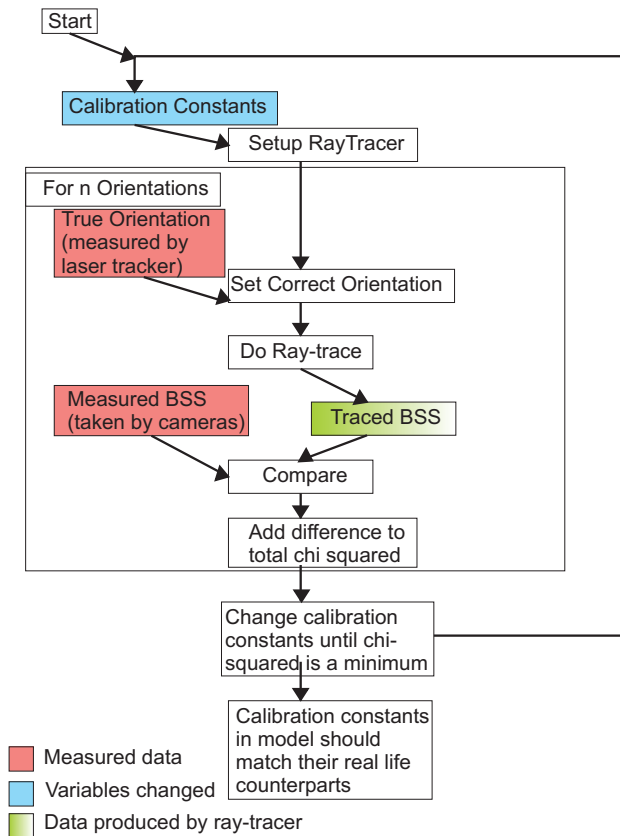 Start
Calibration Constants
Setup RayTracer
For n Orientations
True Orientation
(measured by
laser tracker)
Set Correct Orientation
Do Ray-trace
Measured BSS
(taken by cameras)
Traced BSS
Compare
Add difference to
total chi squared
Change calibration
constants until chi-
squared is a minimum
Calibration constants
in model should
match their real life
counterparts
Measured data
Variables changed
Data produced by ray-tracer